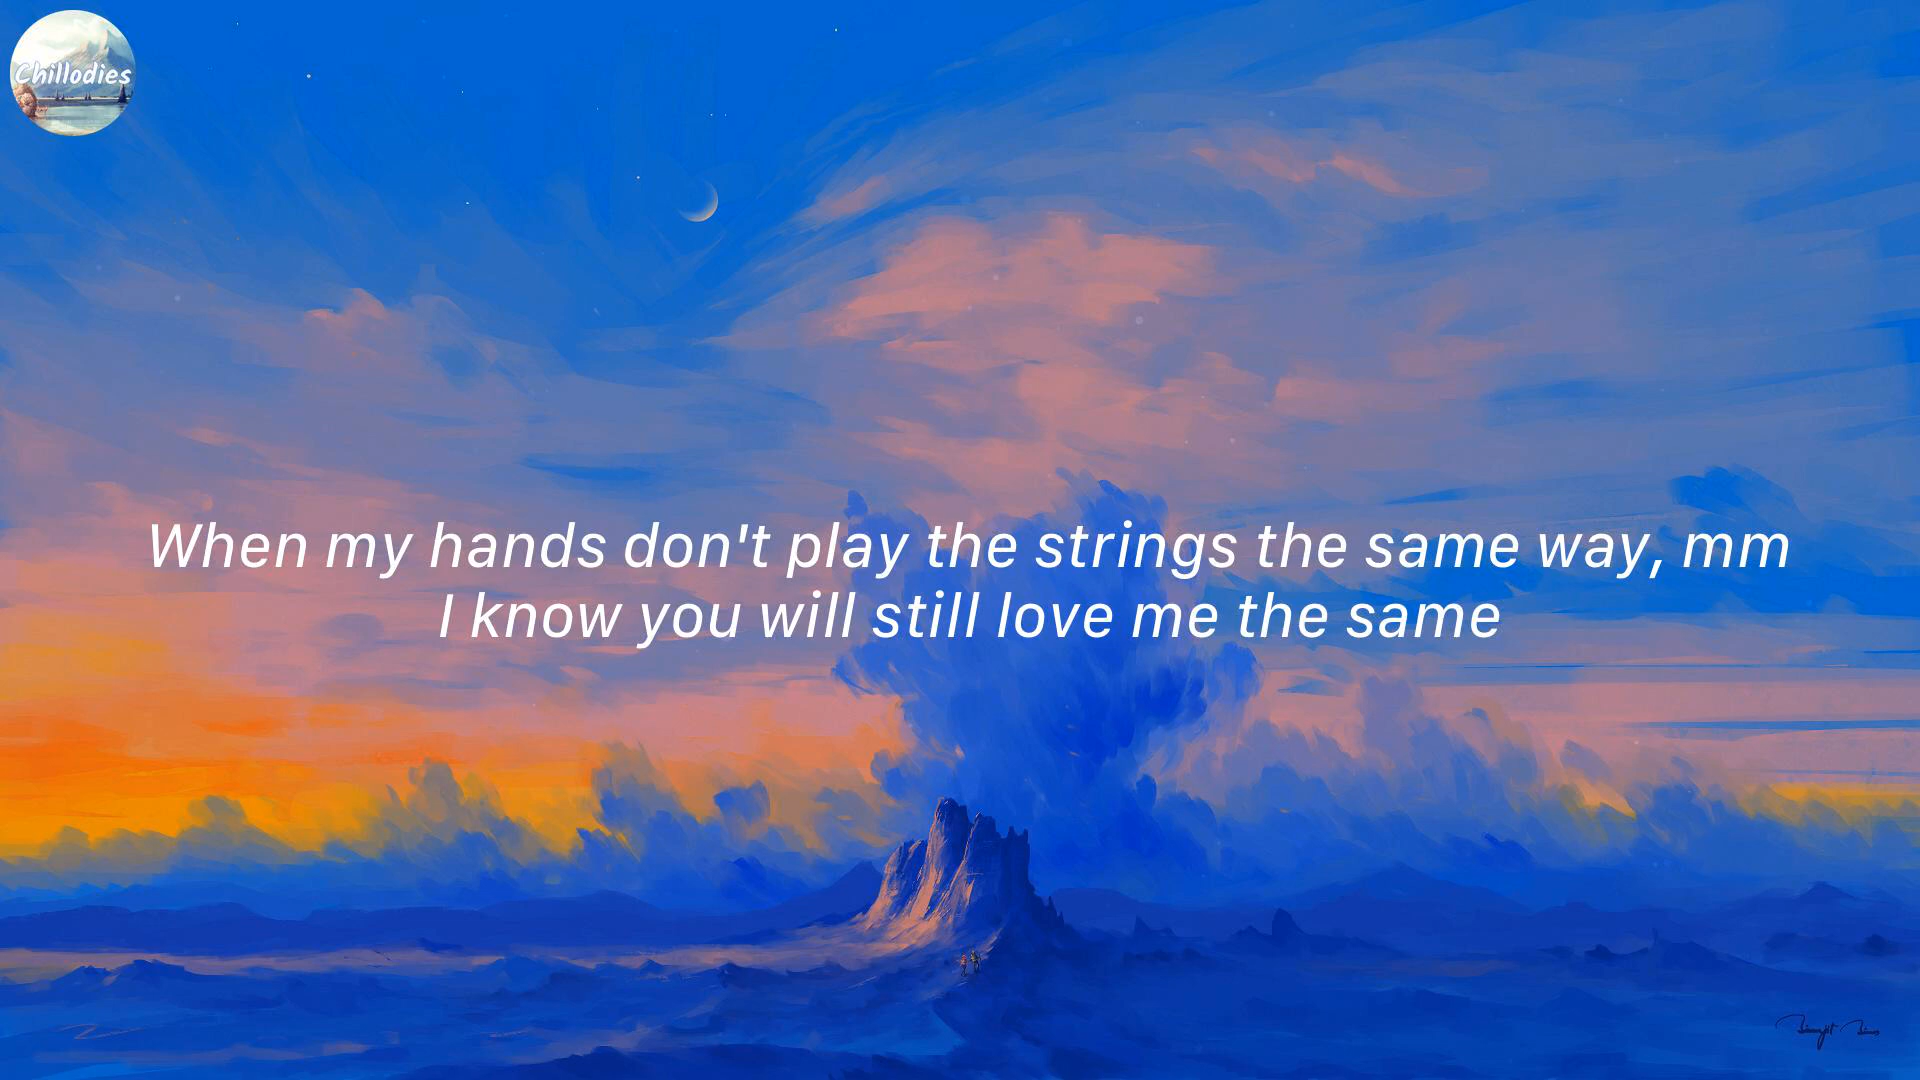 Chillodies
When my hands don't play the strings the same way, mm
I know you will still love me the same